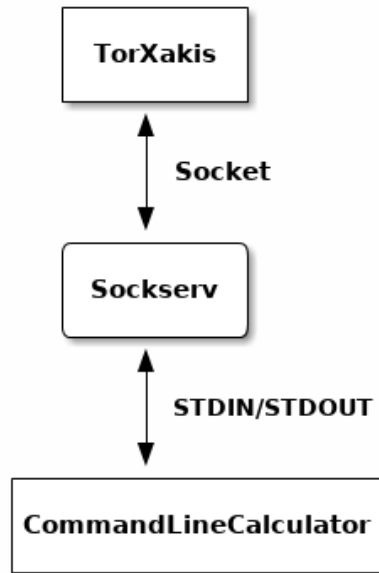 TorXakis
Socket
Sockserv
STDIN/STDOUT
CommandLineCalculator